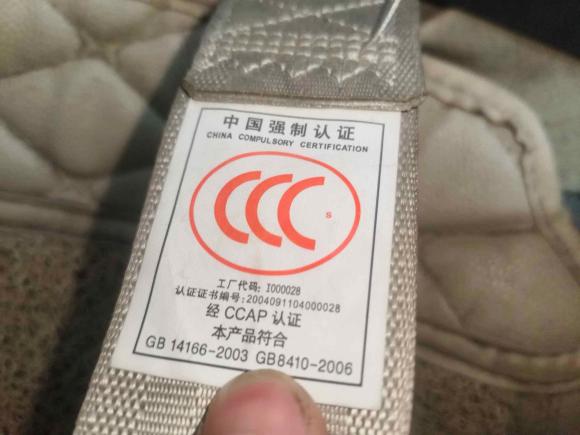 中国强制认证
CHINA COMPULSORY CERTIFICATION
CCC
S
工厂代码: I000028
认证证书编号: 2004091104000028
经 CCAP 认证
本产品符合
GB 14166-2003 GB8410-2006